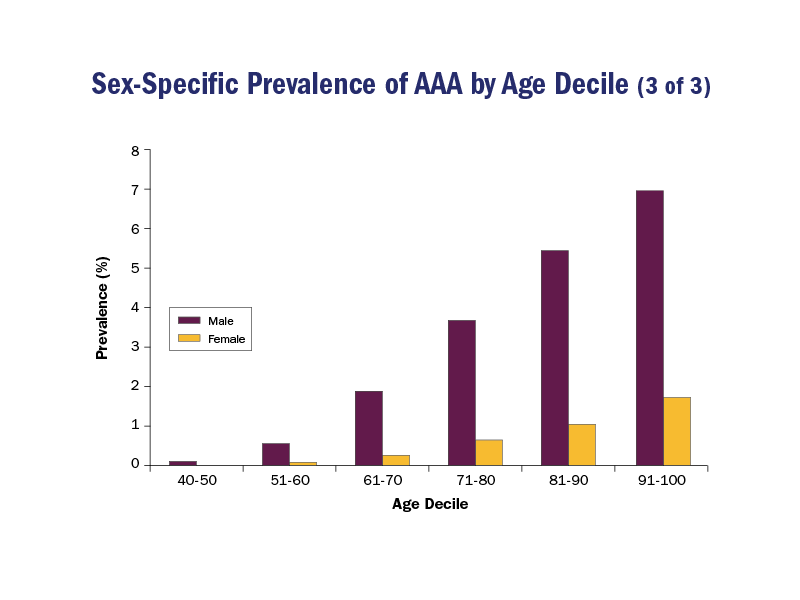 Sex-Specific Prevalence of AAA by Age Decile (3 of 3)
8
7
6
5
4
3
2
1
0
Prevalence (%)
Male
Female
40-50 51-60 61-70 71-80 81-90 91-100
Age Decile